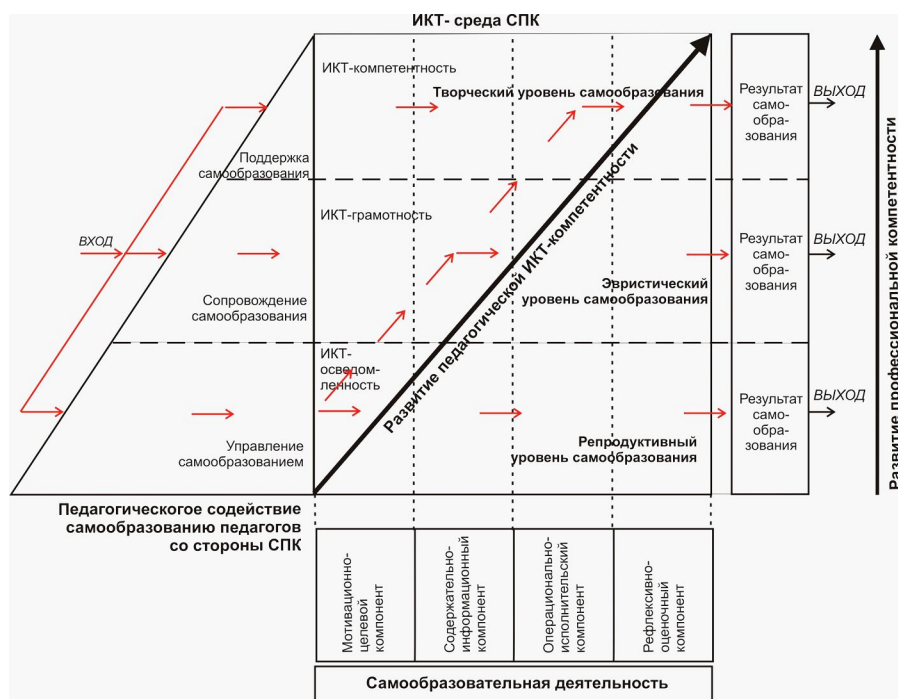 ИКТ- среда СПК
ИКТ-компетентность
Творческий уровень самообразования
Поддержка
самообразования
Результат
само-
обра-
зования
ВЫХОД
ВХОД
ИКТ-грамотность
Сопровождение
самообразования
Эвристический
уровень самообразования
Результат
само-
обра-
зования
ВЫХОД
Развитие педагогической ИКТ-компетентности
ИКТ-
осведом-
ленность
Управление
самообразованием
Репродуктивный
уровень самообразования
Результат
само-
обра-
зования
ВЫХОД
Развитие профессиональной компетентности
Педагогичегокое содействие
самообразованию педагогов
со стороны СПК
Мотивационно-
целевой
компонент
Содержательно-
информационный
компонент
Операционально-
исполнительский
компонент
Рефлексивно-
оценочный
компонент
Самообразовательная деятельность